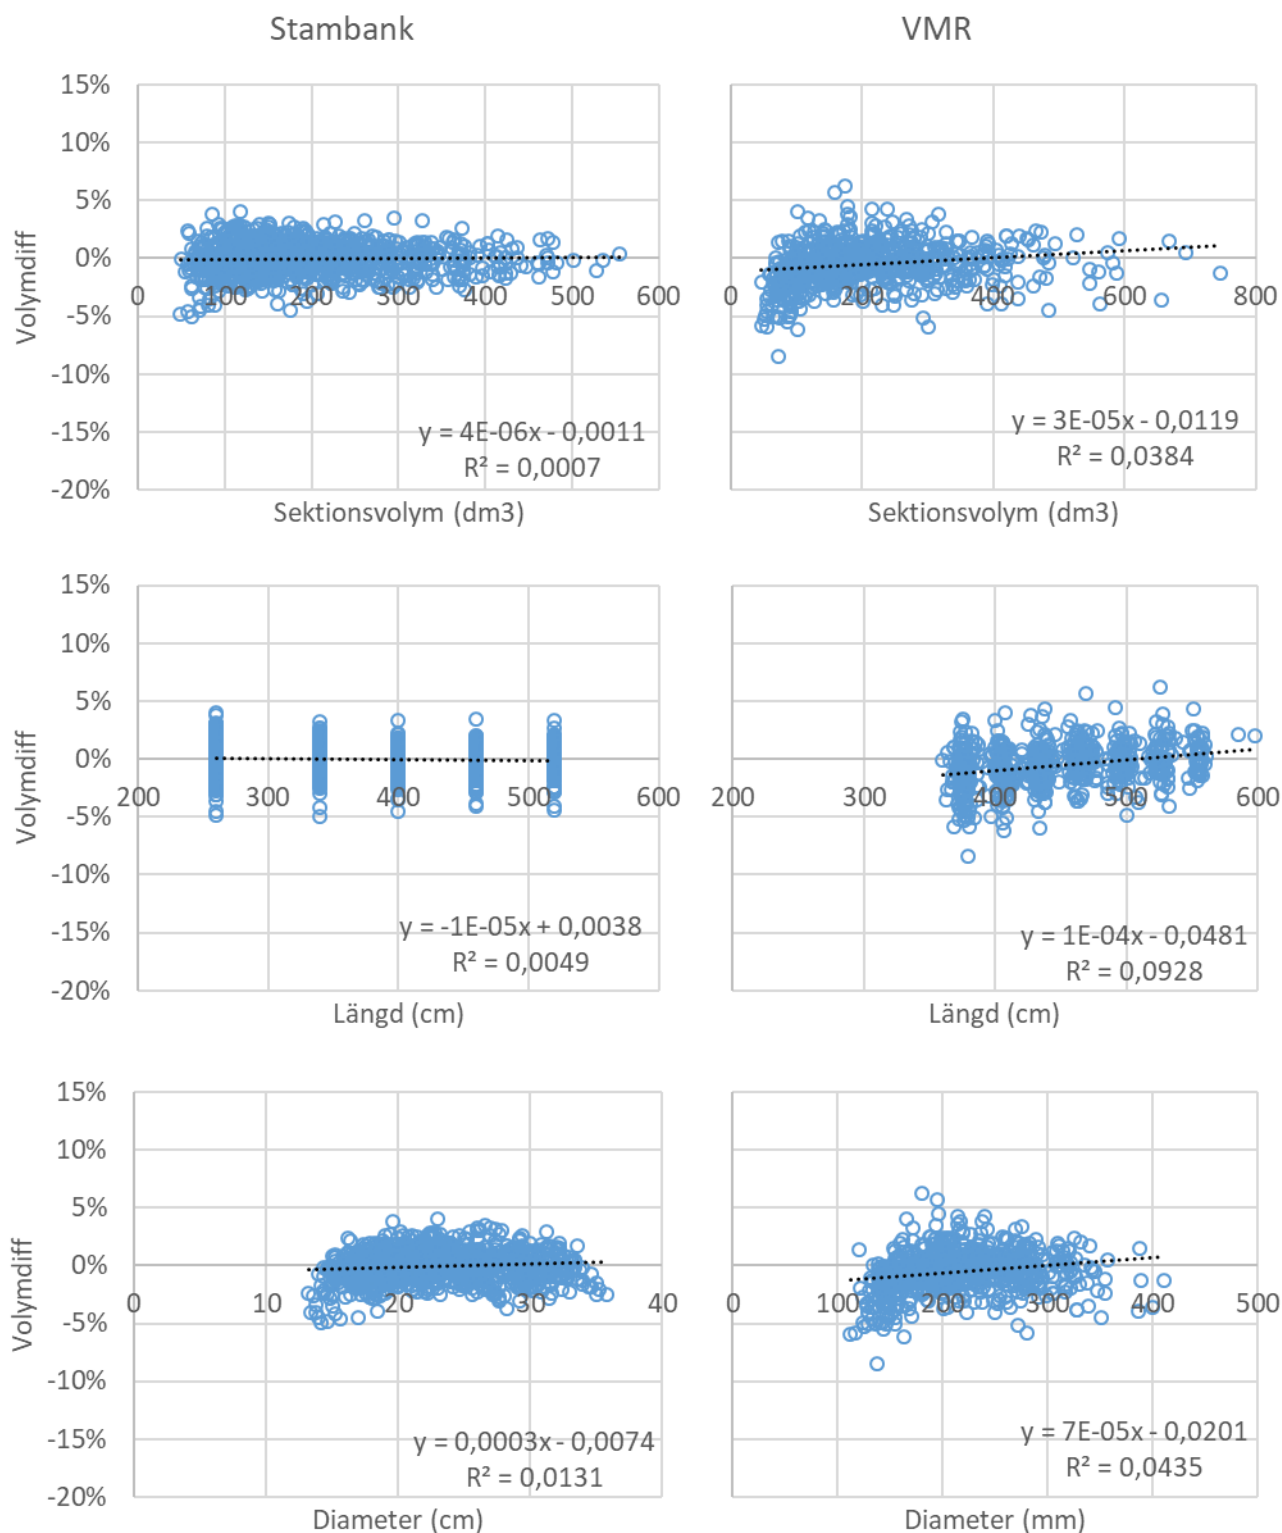 Stambank
VMR
15%
10%
5%
0%
-5%
-10%
-15%
-20%
Volymdiff
0 100 200 300 400 500 600
y = 4E-06x - 0,0011
R² = 0,0007
Sektionsvolym (dm3)
0 200 400 600 800
y = 3E-05x - 0,0119
R² = 0,0384
Sektionsvolym (dm3)
15%
10%
5%
0%
-5%
-10%
-15%
-20%
Volymdiff
200 300 400 500 600
y = -1E-05x + 0,0038
R² = 0,0049
Längd (cm)
200 300 400 500 600
y = 1E-04x - 0,0481
R² = 0,0928
Längd (cm)
15%
10%
5%
0%
-5%
-10%
-15%
-20%
Volymdiff
0 10 20 30 40
y = 0,0003x - 0,0074
R² = 0,0131
Diameter (cm)
0 100 200 300 400 500
y = 7E-05x - 0,0201
R² = 0,0435
Diameter (mm)